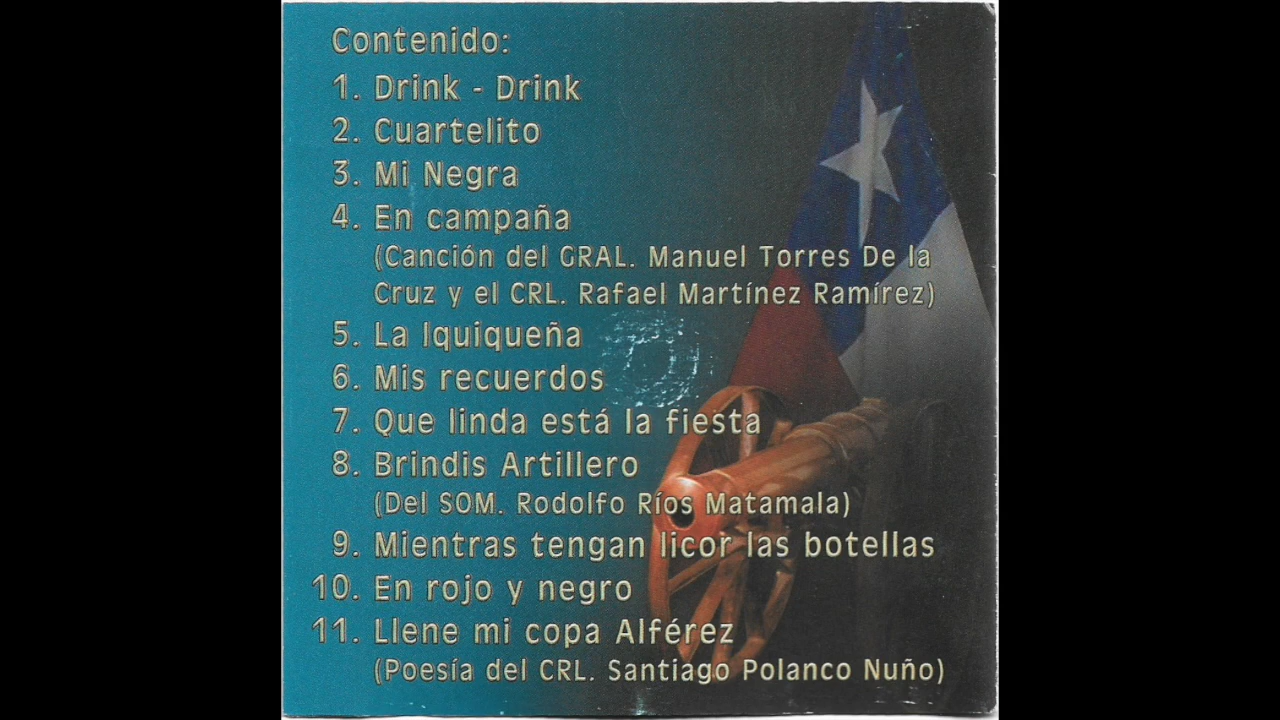 Contenido:
1. Drink - Drink
2. Cuartelito
3. Mi Negra
4. En campaña
(Canción del GRAL. Manuel Torres De la
Cruz y el CRL. Rafael Martínez Ramírez)
5. La Iquiqueña
6. Mis recuerdos
7. Que linda está la fiesta
8. Brindis Artillero
(Del SOM. Rodolfo Ríos Matamala)
9. Mientras tengan licor las botellas
10. En rojo y negro
11. Llene mi copa Alférez
(Poesía del CRL. Santiago Polanco Nuño)